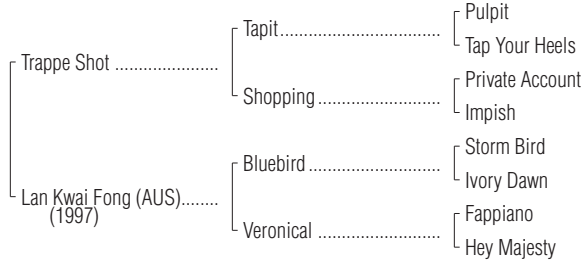 Pulpit
Tapit
Tap Your Heels
Trappe Shot
Private Account
Shopping
Impish
Storm Bird
Bluebird
Ivory Dawn
Lan Kwai Fong (AUS)
(1997)
Fappiano
Veronical
Hey Majesty